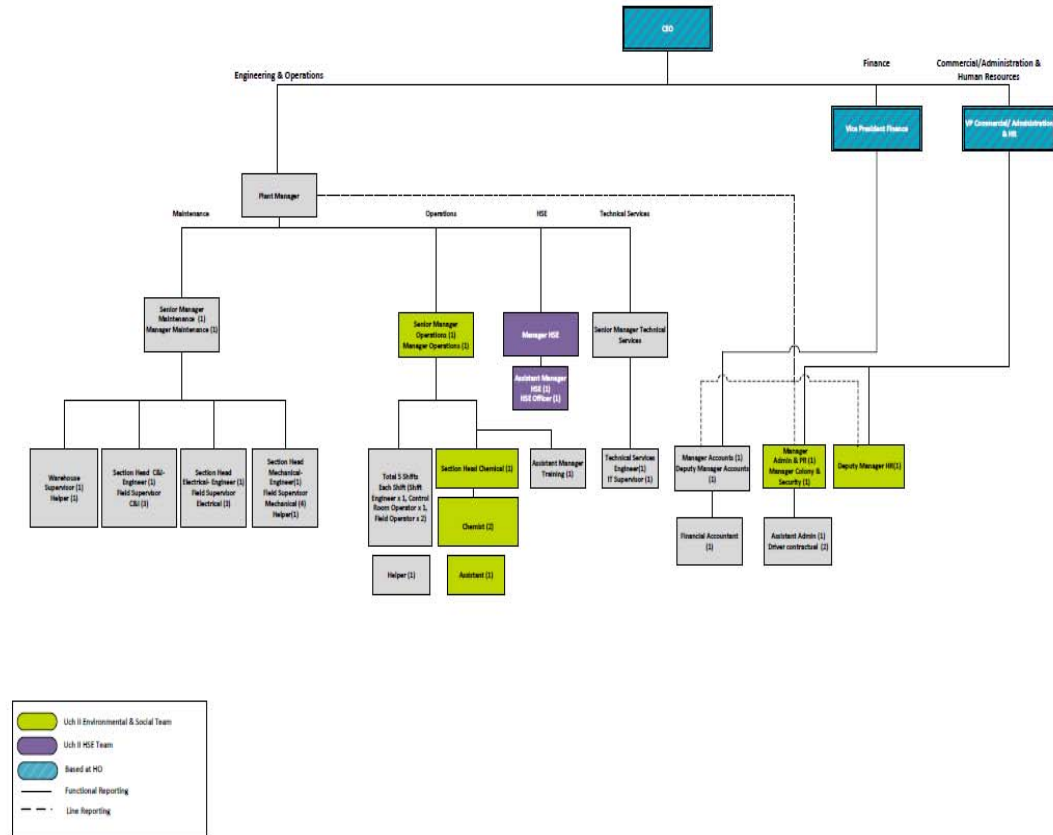 CEO
Engineering & Operations
Finance
Commercial/Administration &
Human Resources
Vice President Finance
VP Commercial/ Administration
& HR
Plant Manager
Maintenance
Operations
HSE
Technical Services
Senior Manager
Maintenance (1)
Manager Maintenance (1)
Senior Manager
Operations (1)
Manager Operations (1)
Manager HSE
Senior Manager Technical
Services
Assistant Manager
HSE (1)
HSE Officer (1)
Warehouse
Supervisor (1)
Helper (1)
Section Head C&I-
Engineer (1)
Field Supervisor
C&I (3)
Section Head
Electrical- Engineer (1)
Field Supervisor
Electrical (3)
Section Head
Mechanical-
Engineer(1)
Field Supervisor
Mechanical (4)
Helper(1)
Total 5 Shifts
Each Shift (Shift
Engineer x 1, Control
Room Operator x 1,
Field Operator x 2)
Section Head Chemical (1)
Assistant Manager
Training (1)
Technical Services
Engineer(1)
IT Supervisor (1)
Manager Accounts (1)
Deputy Manager Accounts
(1)
Manager
Admin & PR (1)
Manager Colony &
Security (1)
Deputy Manager HR(1)
Chemist (2)
Financial Accountant
(1)
Assistant Admin (1)
Driver contractual (2)
Helper (1)
Assistant (1)
Uch II Environmental & Social Team
Uch II HSE Team
Based at HO
Functional Reporting
Line Reporting